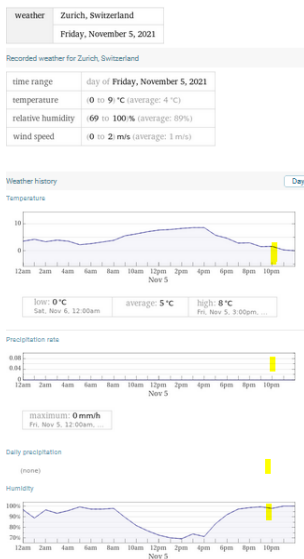 weather Zurich, Switzerland
Friday, November 5, 2021
Recorded weather for Zurich, Switzerland
time range day of Friday, November 5, 2021
temperature (0 to 9) °C (average: 4 °C)
relative humidity (69 to 100)% (average: 89%)
wind speed (0 to 2) m/s (average: 1 m/s)
Weather history Day
Temperature
10
0
12am 2am 4am 6am 8am 10am 12pm 2pm 4pm 6pm 8pm 10pm
Nov 5
low: 0 °C average: 5 °C high: 8 °C
Sat, Nov 6, 12:00am Fri, Nov 5, 3:00pm, ...
Precipitation rate
0.08
0.04
0
12am 2am 4am 6am 8am 10am 12pm 2pm 4pm 6pm 8pm 10pm
Nov 5
maximum: 0 mm/h
Fri, Nov 5, 12:00am, ...
Daily precipitation
(none)
Humidity
100%
90%
80%
70%
12am 2am 4am 6am 8am 10am 12pm 2pm 4pm 6pm 8pm 10pm
Nov 5